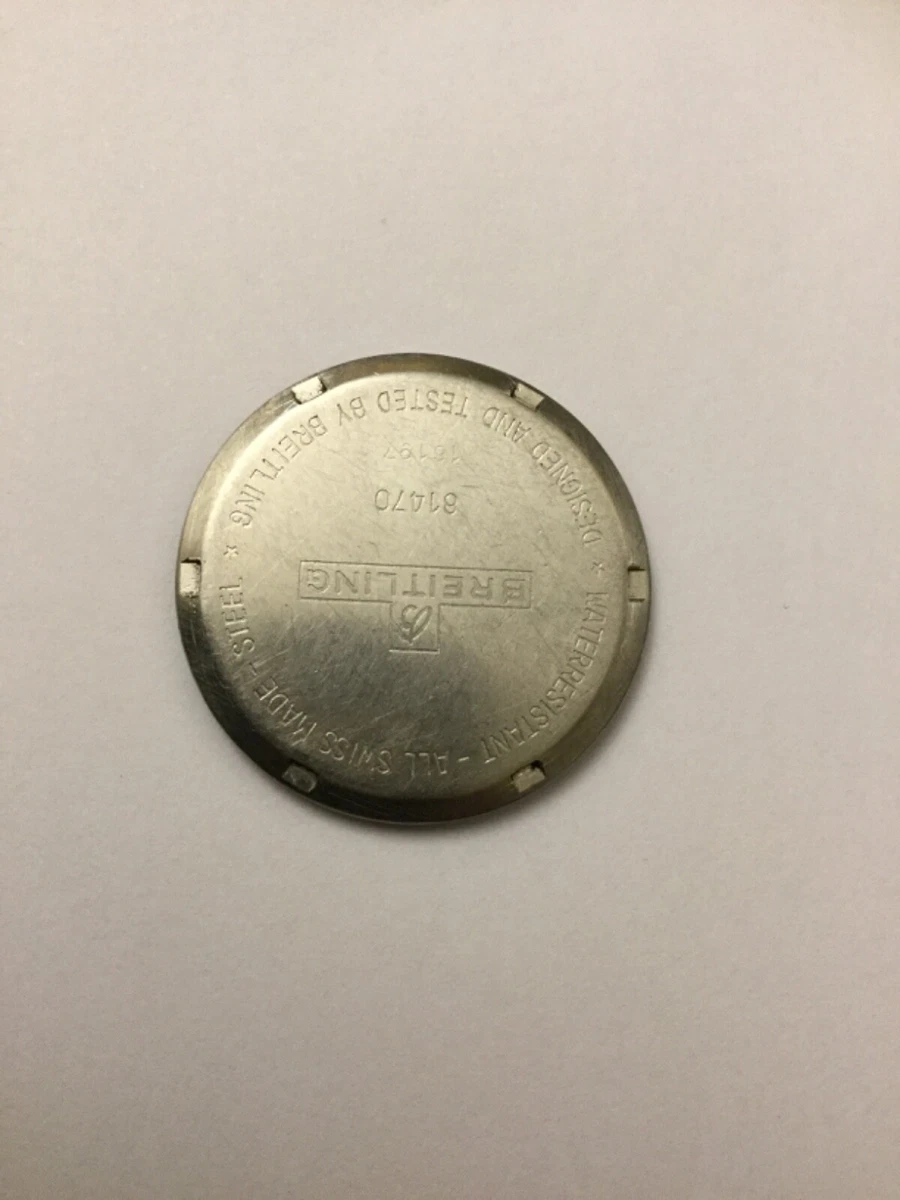 WATERRESISTANT - ALL SWISS MADE - STEEL *
B
BREITLING
81470
DESIGNED AND TESTED BY BREITLING *